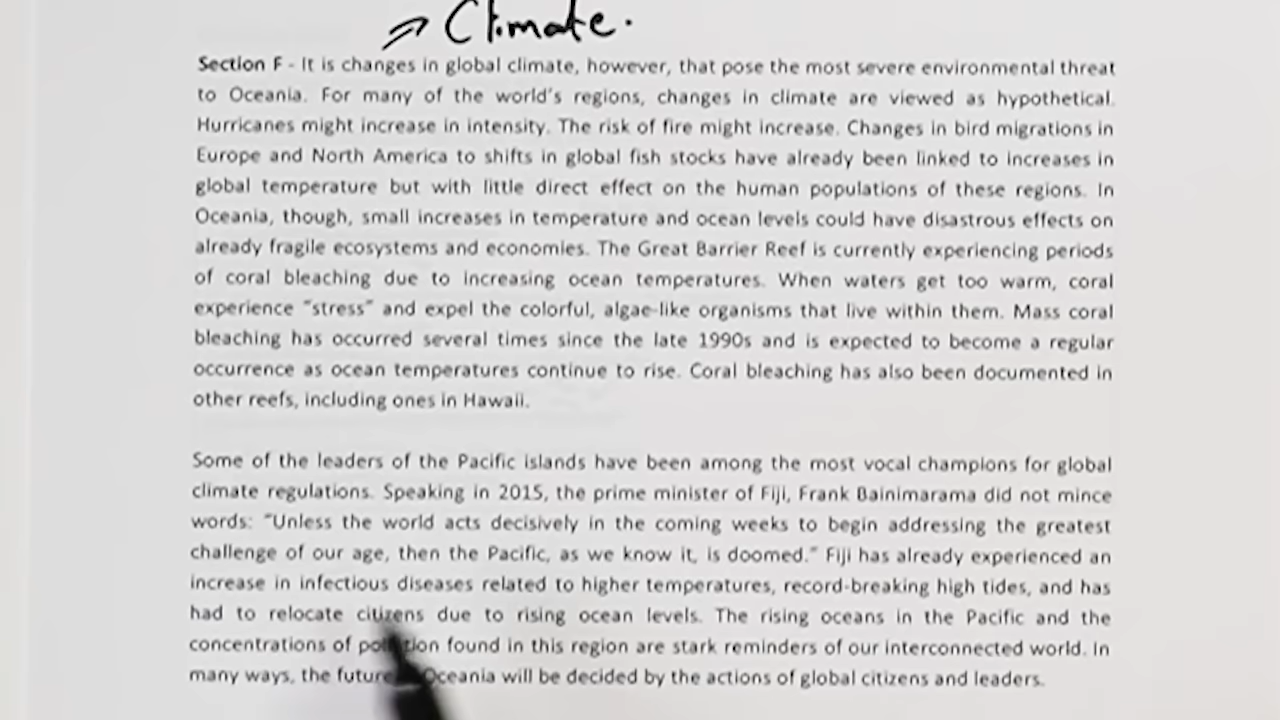 ⇒ Climate.
Section F - It is changes in global climate, however, that pose the most severe environmental threat
to Oceania. For many of the world's regions, changes in climate are viewed as hypothetical.
Hurricanes might increase in intensity. The risk of fire might increase. Changes in bird migrations in
Europe and North America to shifts in global fish stocks have already been linked to increases in
global temperature but with little direct effect on the human populations of these regions. In
Oceania, though, small increases in temperature and ocean levels could have disastrous effects on
already fragile ecosystems and economies. The Great Barrier Reef is currently experiencing periods
of coral bleaching due to increasing ocean temperatures. When waters get too warm, coral
experience "stress" and expel the colorful, algae-like organisms that live within them. Mass coral
bleaching has occurred several times since the late 1990s and is expected to become a regular
occurrence as ocean temperatures continue to rise. Coral bleaching has also been documented in
other reefs, including ones in Hawaii.
Some of the leaders of the Pacific islands have been among the most vocal champions for global
climate regulations. Speaking in 2015, the prime minister of Fiji, Frank Bainimarama did not mince
words: "Unless the world acts decisively in the coming weeks to begin addressing the greatest
challenge of our age, then the Pacific, as we know it, is doomed." Fiji has already experienced an
increase in infectious diseases related to higher temperatures, record-breaking high tides, and has
had to relocate citizens due to rising ocean levels. The rising oceans in the Pacific and the
concentrations of pollution found in this region are stark reminders of our interconnected world. In
many ways, the future Oceania will be decided by the actions of global citizens and leaders.